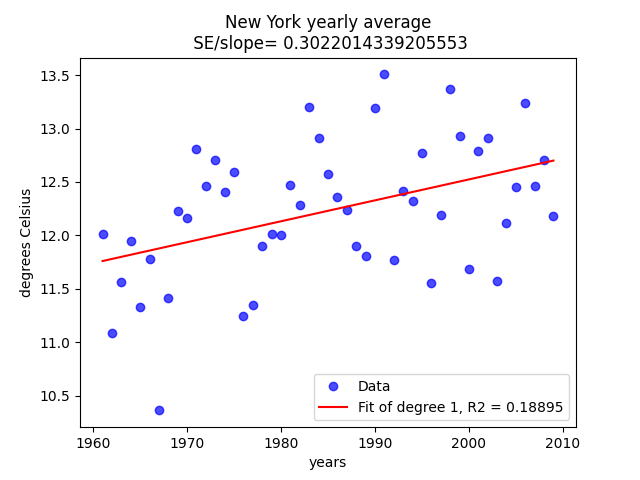 New York yearly average
SE/slope= 0.3022014339205553
degrees Celsius
13.5
13.0
12.5
12.0
11.5
11.0
10.5
Data
Fit of degree 1, R2 = 0.18895
1960 1970 1980 1990 2000 2010
years